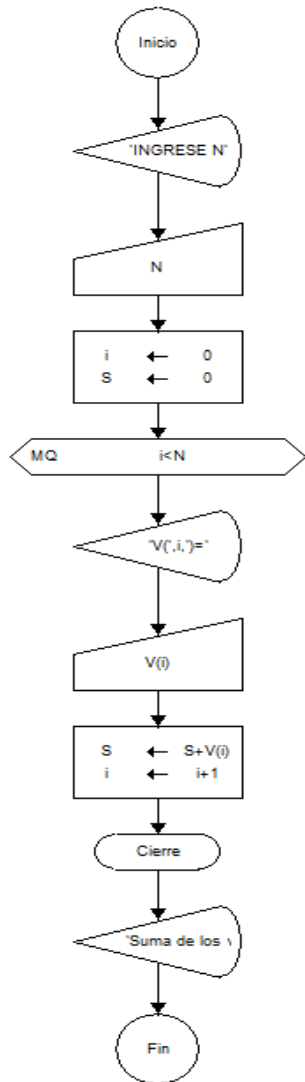 Inicio
"INGRESE N"
N
i ← 0
S ← 0
MQ i<N
"V(",i,")="
V(i)
S ← S+V(i)
i ← i+1
Cierre
"Suma de los
Fin